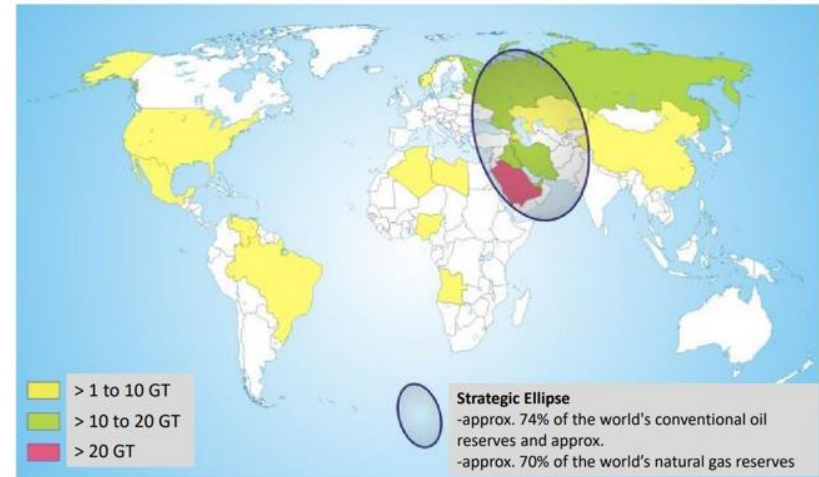 > 1 to 10 GT
> 10 to 20 GT
> 20 GT
Strategic Ellipse
-approx. 74% of the world's conventional oil
reserves and approx.
-approx. 70% of the world's natural gas reserves